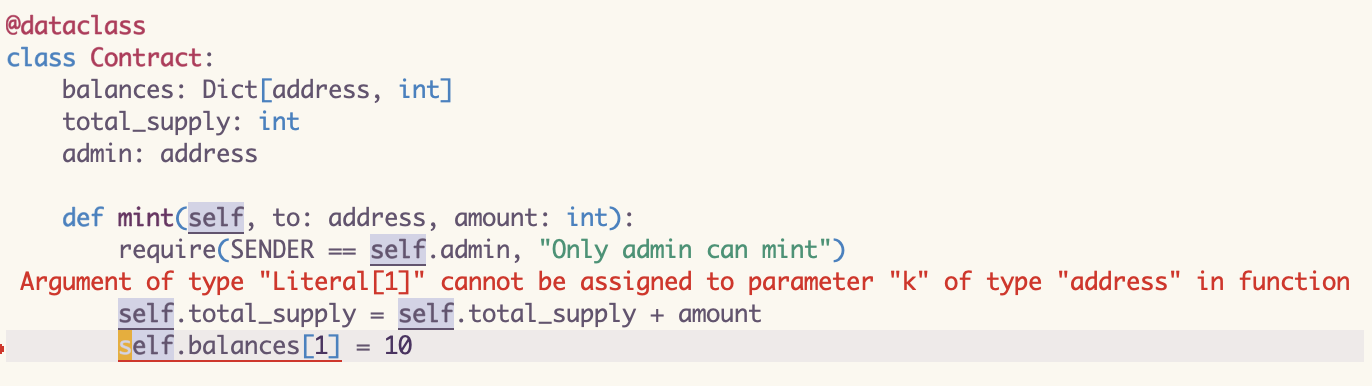 @dataclass
class Contract:
    balances: Dict[address, int]
    total_supply: int
    admin: address

    def mint(self, to: address, amount: int):
        require(SENDER == self.admin, "Only admin can mint")
 Argument of type "Literal[1]" cannot be assigned to parameter "k" of type "address" in function
        self.total_supply = self.total_supply + amount
        self.balances[1] = 10